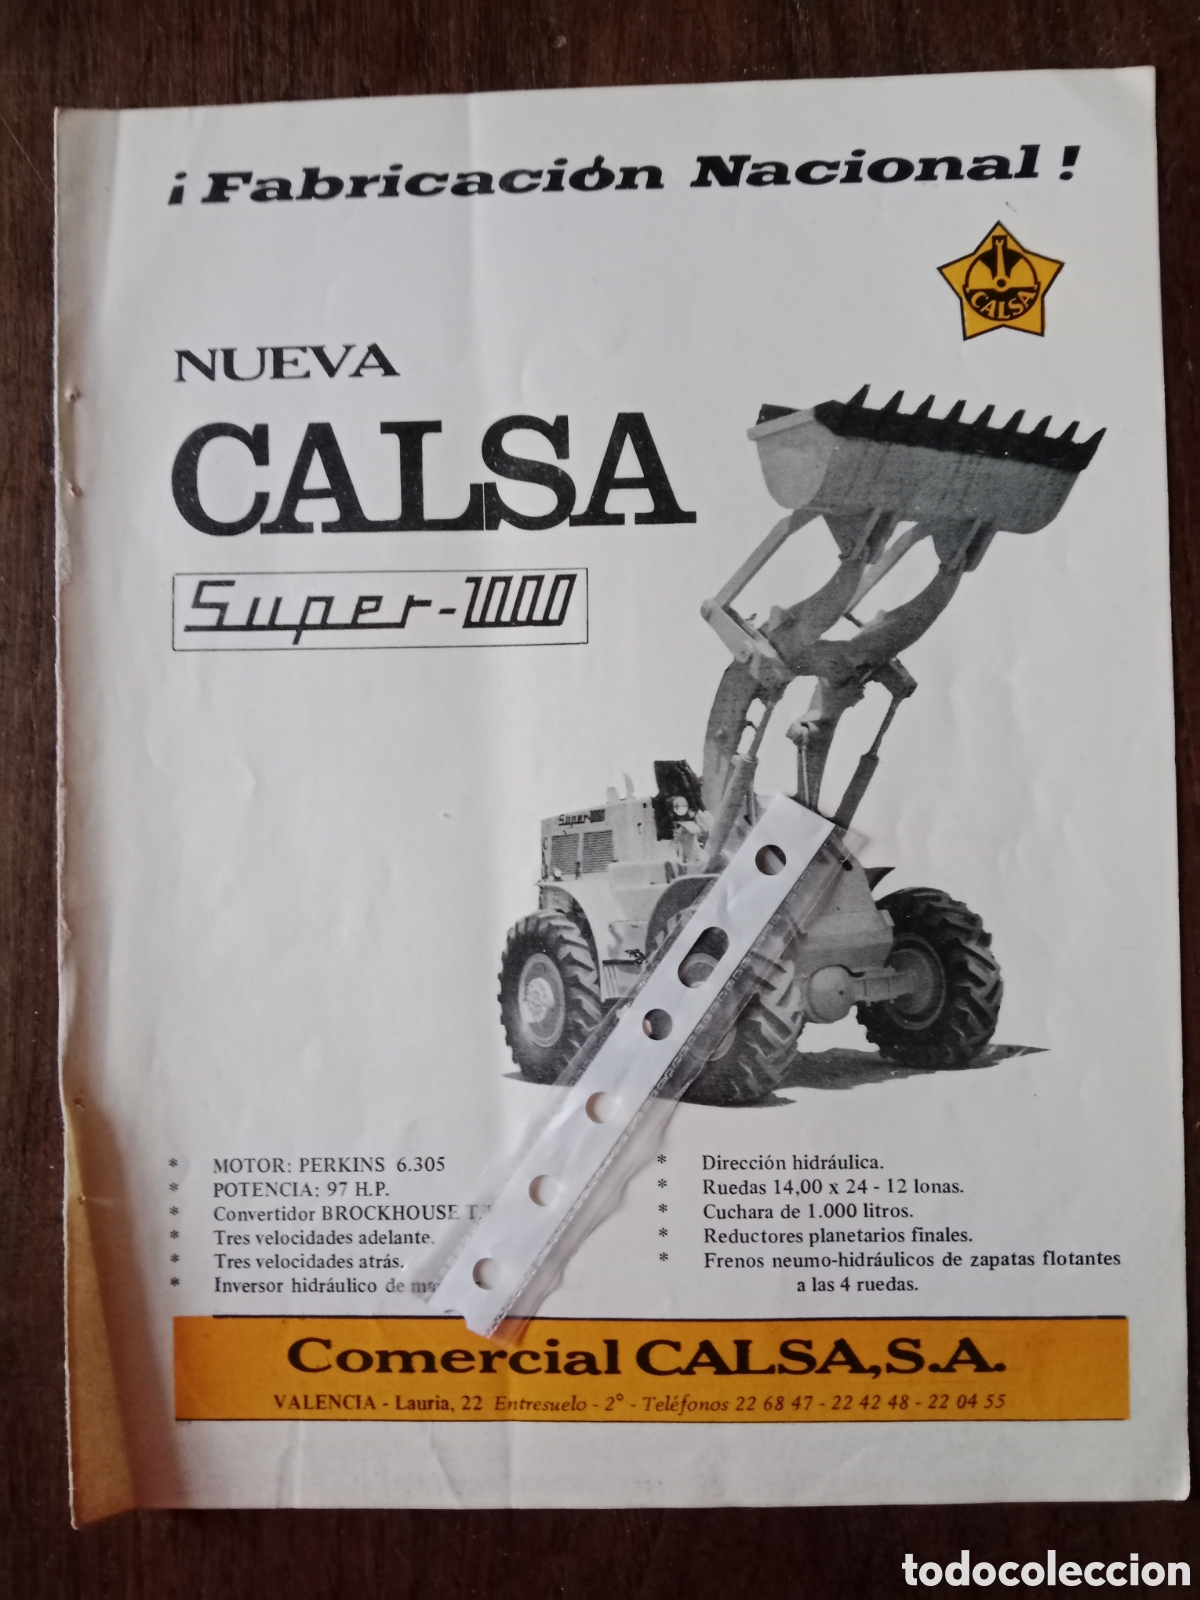 ¡Fabricación Nacional!
CALSA
NUEVA
CALSA
Super-1000
Super-1000
* MOTOR: PERKINS 6.305
* POTENCIA: 97 H.P.
* Convertidor BROCKHOUSE
* Tres velocidades adelante.
* Tres velocidades atrás.
* Inversor hidráulico de
* Dirección hidráulica.
* Ruedas 14,00 x 24 - 12 lonas.
* Cuchara de 1.000 litros.
* Reductores planetarios finales.
* Frenos neumo-hidráulicos de zapatas flotantes
a las 4 ruedas.
Comercial CALSA,S.A.
VALENCIA - Lauria, 22 Entresuelo - 2º - Teléfonos 22 68 47 - 22 42 48 - 22 04 55
todocoleccion